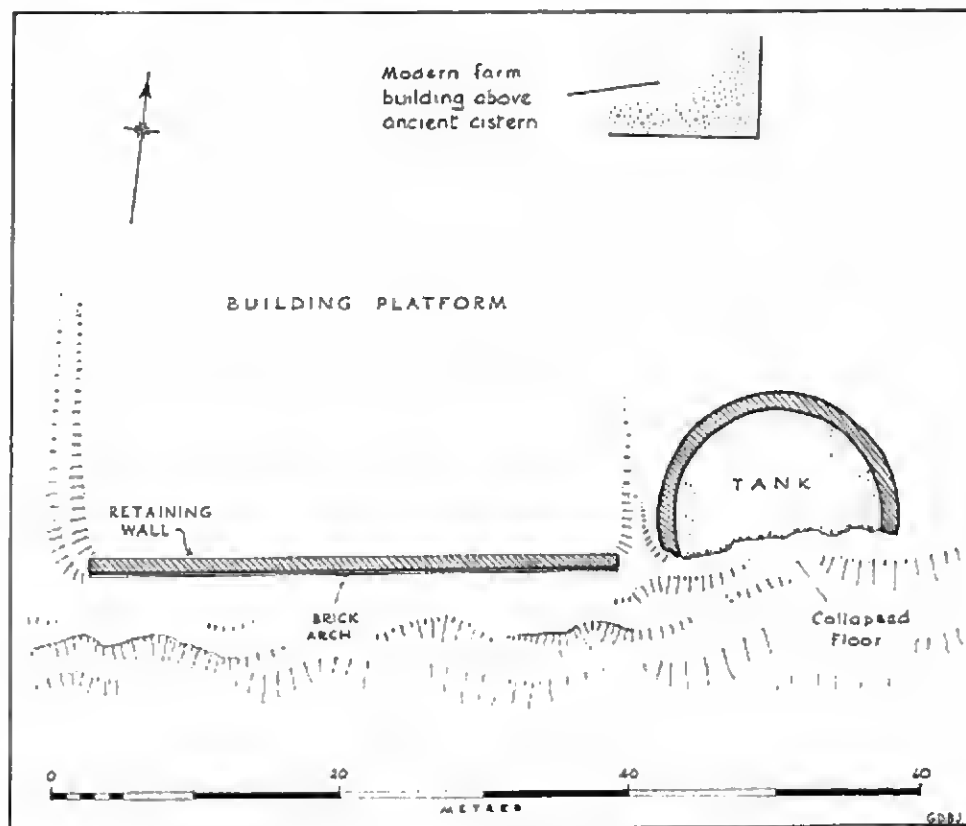 Modern farm
building above
ancient cistern
BUILDING PLATFORM
TANK
RETAINING
WALL
BRICK
ARCH
Collapsed
Floor
0 20 40 60
METRES
GDBJ